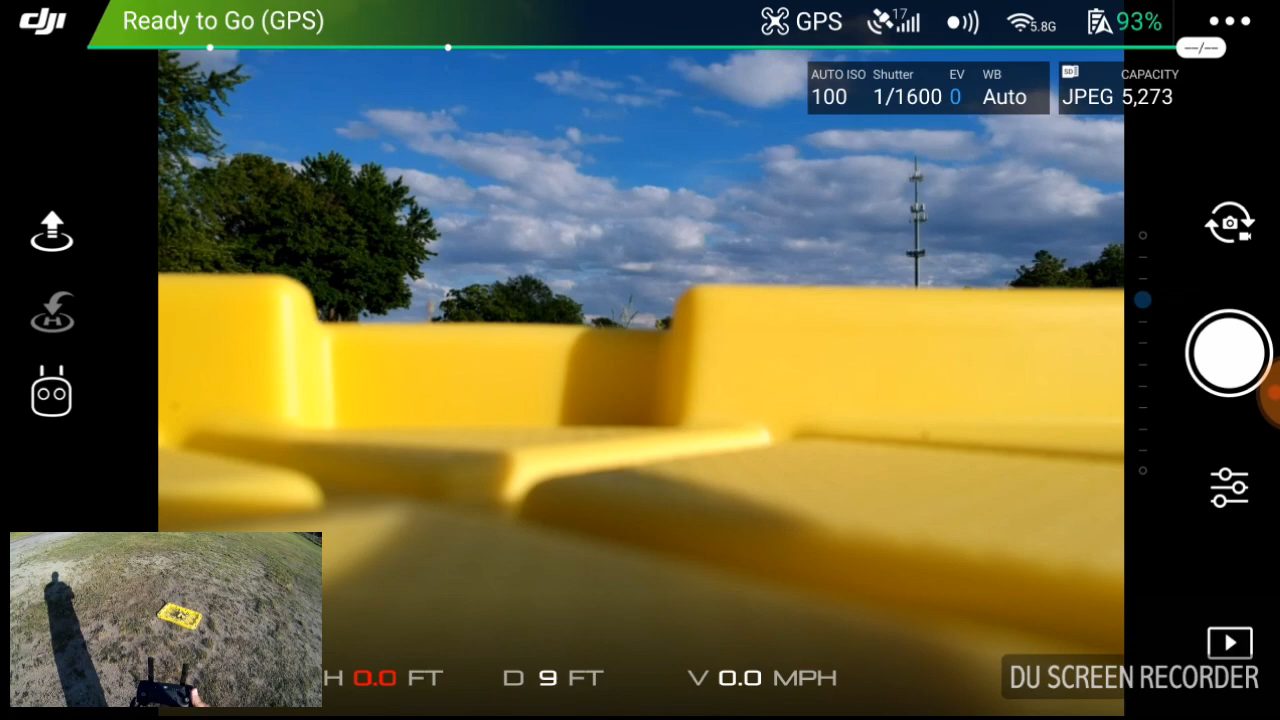 dji Ready to Go (GPS) GPS 17 5.8G 93%
--/--
AUTO ISO Shutter EV WB SD CAPACITY
100 1/1600 0 Auto JPEG 5,273
H
H 0.0 FT D 9 FT V 0.0 MPH
DU SCREEN RECORDER